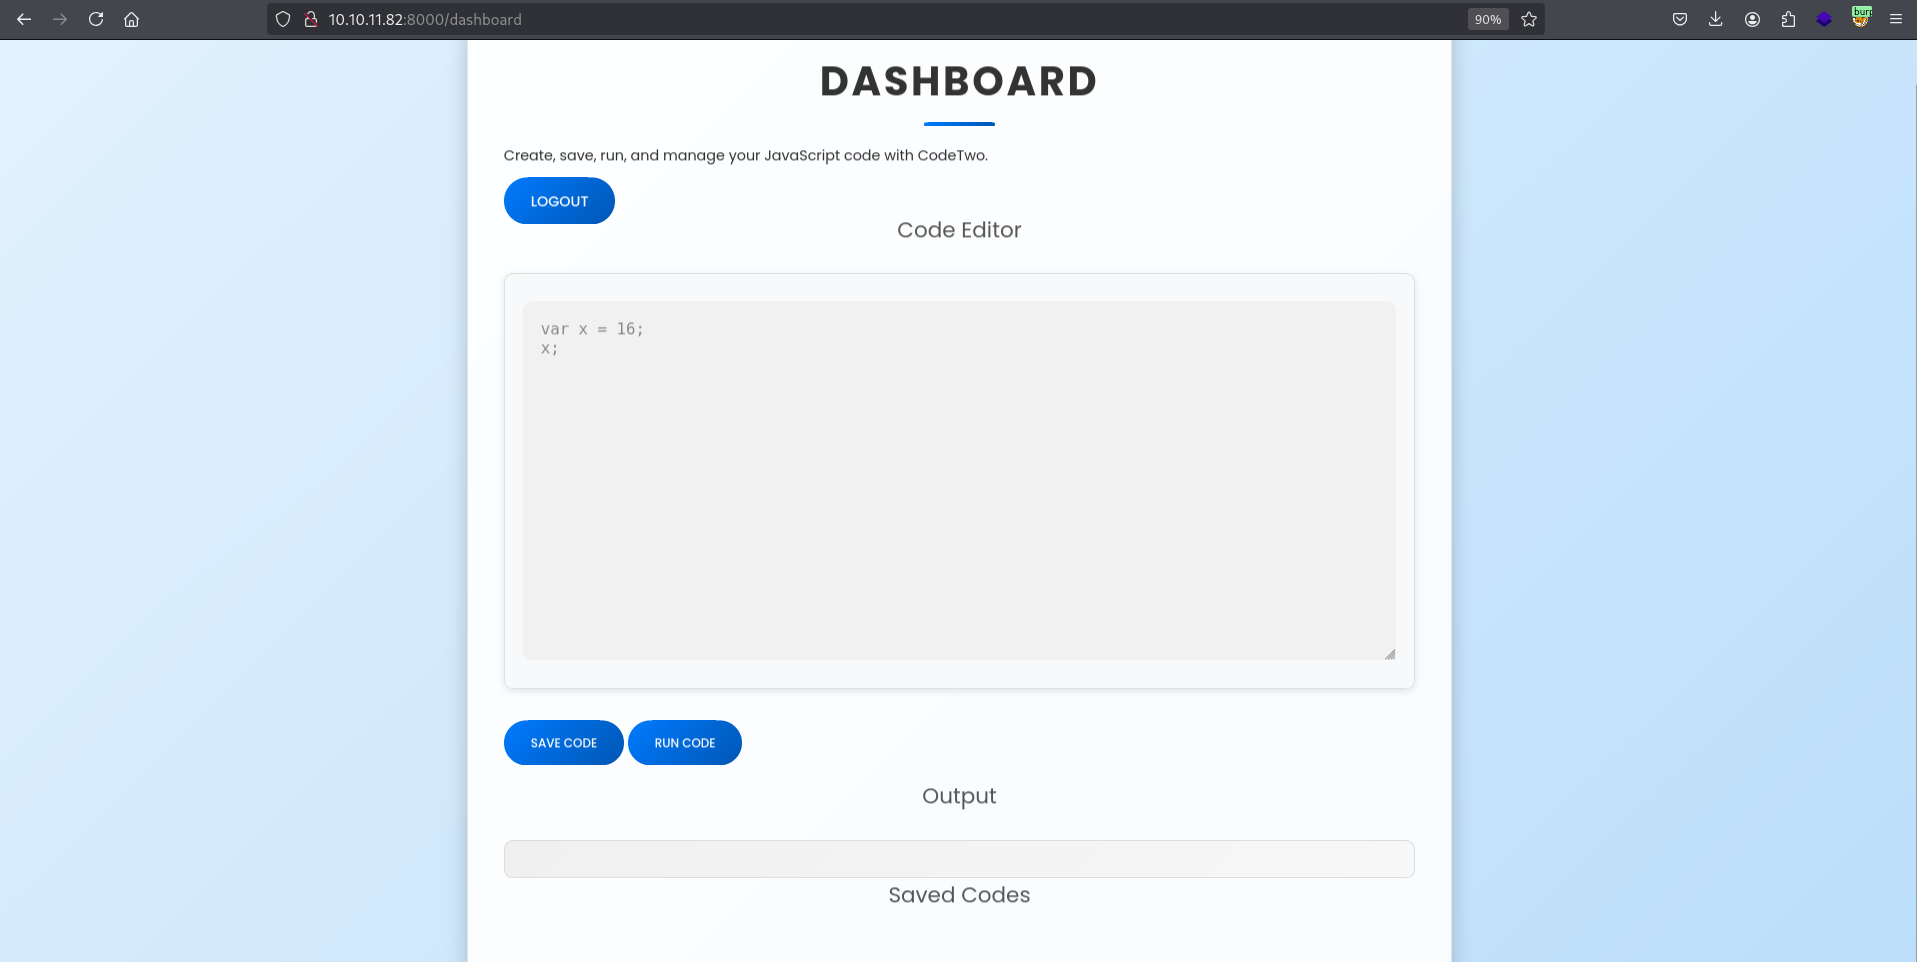 10.10.11.82:8000/dashboard
90%
DASHBOARD
Create, save, run, and manage your JavaScript code with CodeTwo.
LOGOUT
Code Editor
var x = 16;
x;
SAVE CODE RUN CODE
Output
Saved Codes